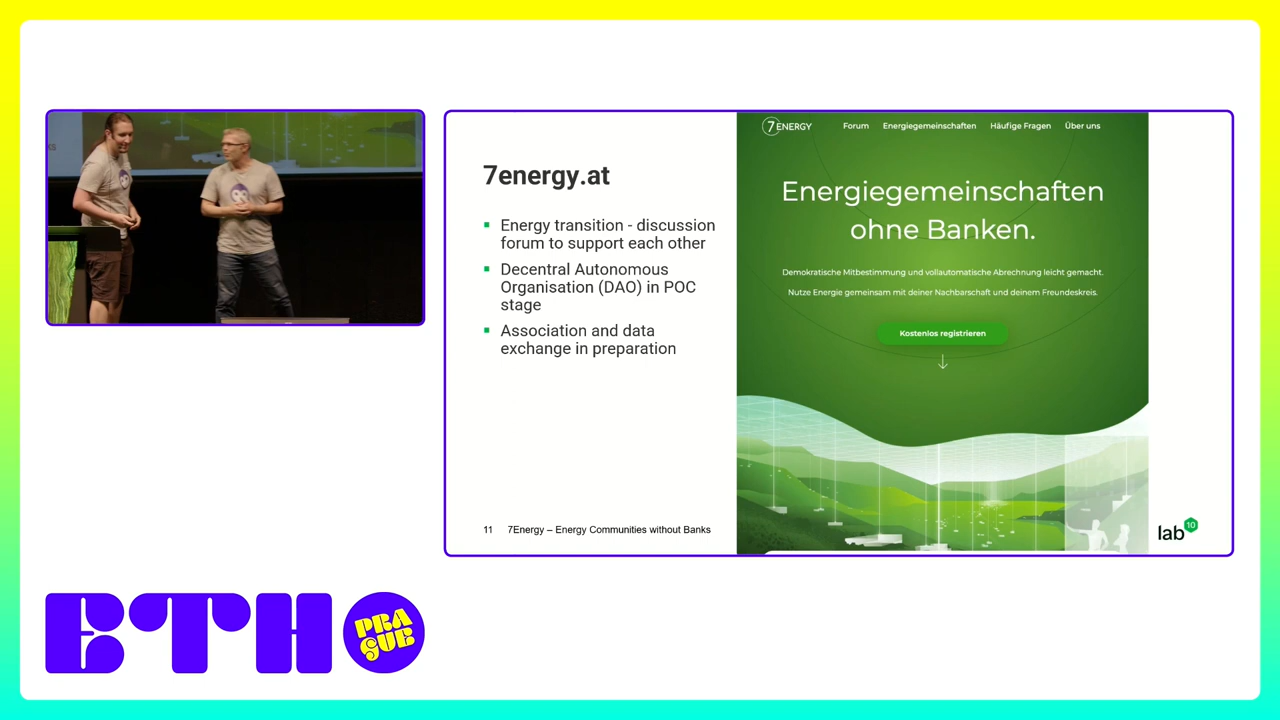 7energy.at
Energy transition - discussion
forum to support each other
Decentral Autonomous
Organisation (DAO) in POC
stage
Association and data
exchange in preparation
11 7Energy – Energy Communities without Banks
7ENERGY
Forum Energiegemeinschaften Häufige Fragen Über uns
Energiegemeinschaften
ohne Banken.
Demokratische Mitbestimmung und vollautomatische Abrechnung leicht gemacht.
Nutze Energie gemeinsam mit deiner Nachbarschaft und deinem Freundeskreis.
Kostenlos registrieren
lab10
ETH
PRA
GUE